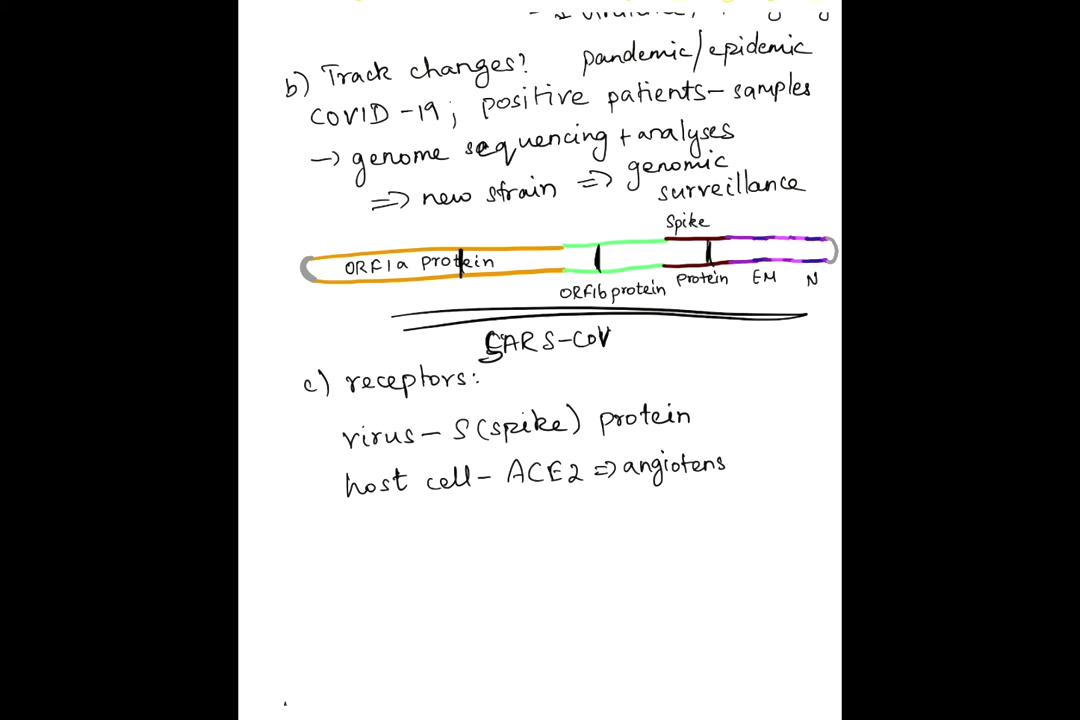 b) Track changes? pandemic/epidemic
COVID-19; positive patients- samples
→ genome sequencing + analyses
⇒ new strain ⇒ genomic
surveillance
Spike
ORF1a protein
ORF1b protein protein EM N
SARS-CoV
c) receptors:
virus- S(spike) protein
host cell- ACE2 ⇒ angiotens